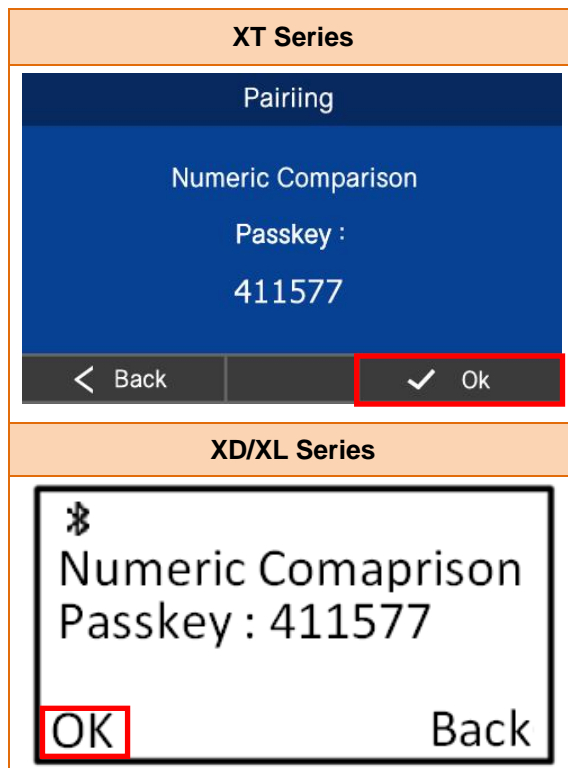 XT Series
Pairiing
Numeric Comparison
Passkey :
411577
Back Ok
XD/XL Series
Numeric Comaprison
Passkey : 411577
OK Back